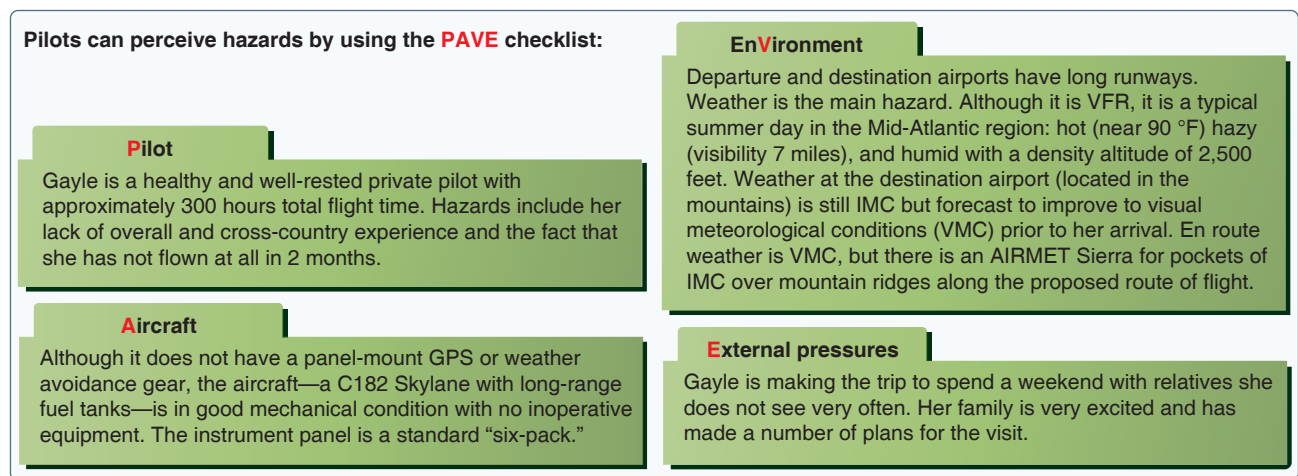 Pilots can perceive hazards by using the PAVE checklist:
Pilot
Gayle is a healthy and well-rested private pilot with
approximately 300 hours total flight time. Hazards include her
lack of overall and cross-country experience and the fact that
she has not flown at all in 2 months.
Aircraft
Although it does not have a panel-mount GPS or weather
avoidance gear, the aircraft—a C182 Skylane with long-range
fuel tanks—is in good mechanical condition with no inoperative
equipment. The instrument panel is a standard “six-pack.”
EnVironment
Departure and destination airports have long runways.
Weather is the main hazard. Although it is VFR, it is a typical
summer day in the Mid-Atlantic region: hot (near 90 °F) hazy
(visibility 7 miles), and humid with a density altitude of 2,500
feet. Weather at the destination airport (located in the
mountains) is still IMC but forecast to improve to visual
meteorological conditions (VMC) prior to her arrival. En route
weather is VMC, but there is an AIRMET Sierra for pockets of
IMC over mountain ridges along the proposed route of flight.
External pressures
Gayle is making the trip to spend a weekend with relatives she
does not see very often. Her family is very excited and has
made a number of plans for the visit.